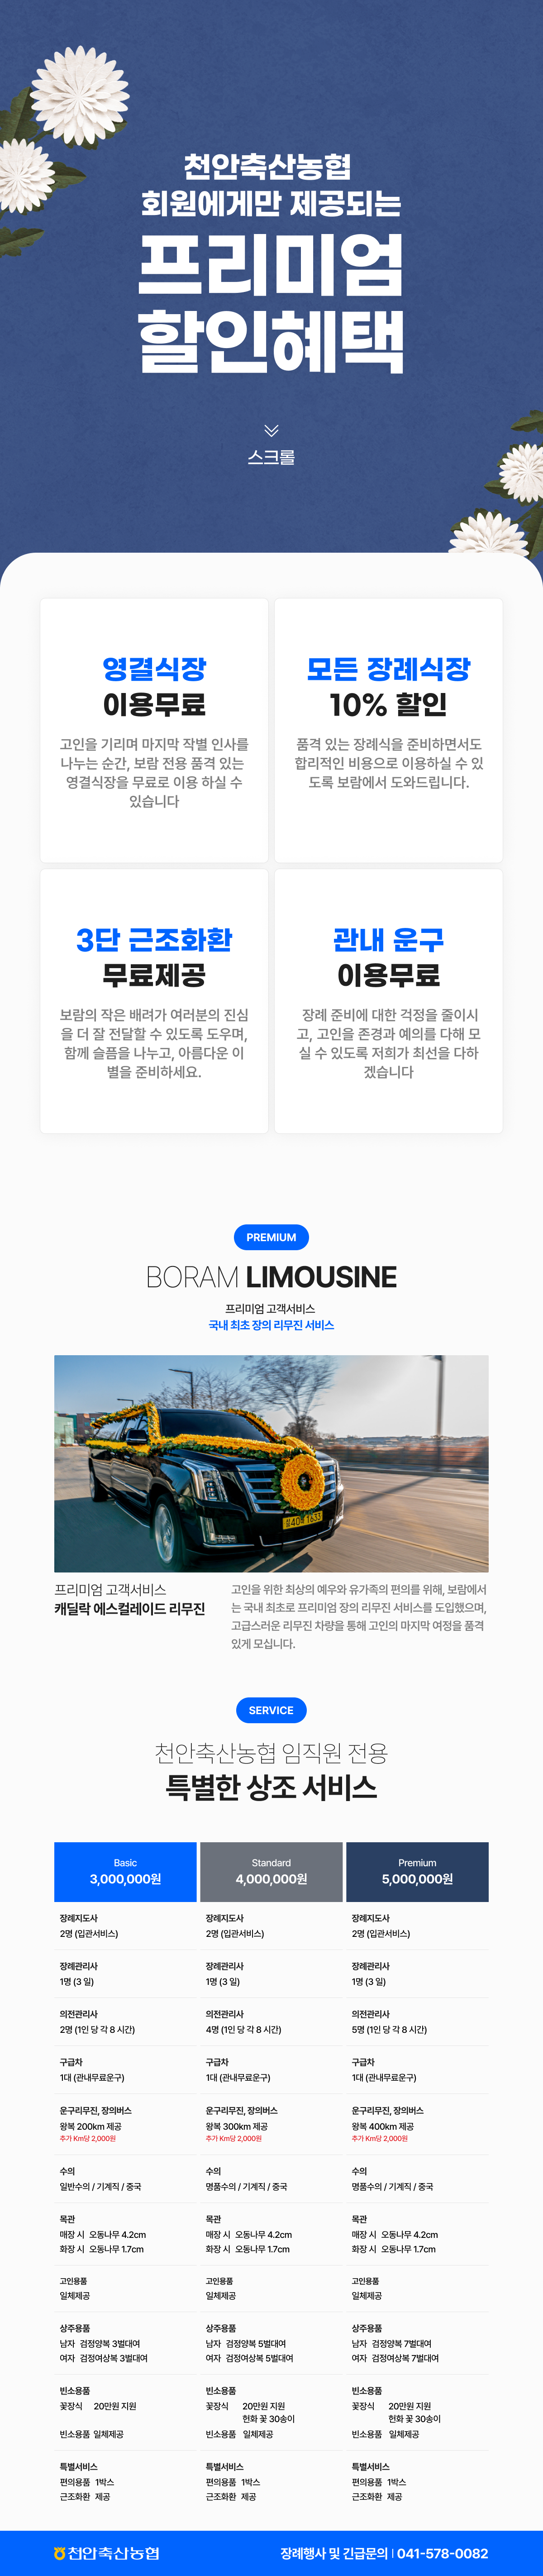 천안축산농협
회원에게만 제공되는
프리미엄
할인혜택
스크롤
영결식장
이용무료
고인을 기리며 마지막 작별 인사를
나누는 순간, 보람 전용 품격 있는
영결식장을 무료로 이용 하실 수
있습니다
모든 장례식장
10% 할인
품격 있는 장례식을 준비하면서도
합리적인 비용으로 이용하실 수 있
도록 보람에서 도와드립니다.
3단 근조화환
무료제공
보람의 작은 배려가 여러분의 진심
을 더 잘 전달할 수 있도록 도우며,
함께 슬픔을 나누고, 아름다운 이
별을 준비하세요.
관내 운구
이용무료
장례 준비에 대한 걱정을 줄이시
고, 고인을 존경과 예의를 다해 모
실 수 있도록 저희가 최선을 다하
겠습니다
PREMIUM
BORAM LIMOUSINE
프리미엄 고객서비스
국내 최초 장의 리무진 서비스
프리미엄 고객서비스
캐딜락 에스컬레이드 리무진
고인을 위한 최상의 예우와 유가족의 편의를 위해, 보람에서
는 국내 최초로 프리미엄 장의 리무진 서비스를 도입했으며,
고급스러운 리무진 차량을 통해 고인의 마지막 여정을 품격
있게 모십니다.
SERVICE
천안축산농협 임직원 전용
특별한 상조 서비스
Basic
3,000,000원
장례지도사
2명 (입관서비스)
장례관리사
1명 (3 일)
의전관리사
2명 (1인 당 각 8 시간)
구급차
1대 (관내무료운구)
운구리무진, 장의버스
왕복 200km 제공
추가 Km당 2,000원
수의
일반수의 / 기계직 / 중국
목관
매장 시 오동나무 4.2cm
화장 시 오동나무 1.7cm
고인용품
일체제공
상주용품
남자 검정양복 3벌대여
여자 검정여상복 3벌대여
빈소용품
꽃장식 20만원 지원
빈소용품 일체제공
특별서비스
편의용품 1박스
근조화환 제공
Standard
4,000,000원
장례지도사
2명 (입관서비스)
장례관리사
1명 (3 일)
의전관리사
4명 (1인 당 각 8 시간)
구급차
1대 (관내무료운구)
운구리무진, 장의버스
왕복 300km 제공
추가 Km당 2,000원
수의
명품수의 / 기계직 / 중국
목관
매장 시 오동나무 4.2cm
화장 시 오동나무 1.7cm
고인용품
일체제공
상주용품
남자 검정양복 5벌대여
여자 검정여상복 5벌대여
빈소용품
꽃장식 20만원 지원
헌화 꽃 30송이
빈소용품 일체제공
특별서비스
편의용품 1박스
근조화환 제공
Premium
5,000,000원
장례지도사
2명 (입관서비스)
장례관리사
1명 (3 일)
의전관리사
5명 (1인 당 각 8 시간)
구급차
1대 (관내무료운구)
운구리무진, 장의버스
왕복 400km 제공
추가 Km당 2,000원
수의
명품수의 / 기계직 / 중국
목관
매장 시 오동나무 4.2cm
화장 시 오동나무 1.7cm
고인용품
일체제공
상주용품
남자 검정양복 7벌대여
여자 검정여상복 7벌대여
빈소용품
꽃장식 20만원 지원
헌화 꽃 30송이
빈소용품 일체제공
특별서비스
편의용품 1박스
근조화환 제공
천안축산농협
장례행사 및 긴급문의 | 041-578-0082